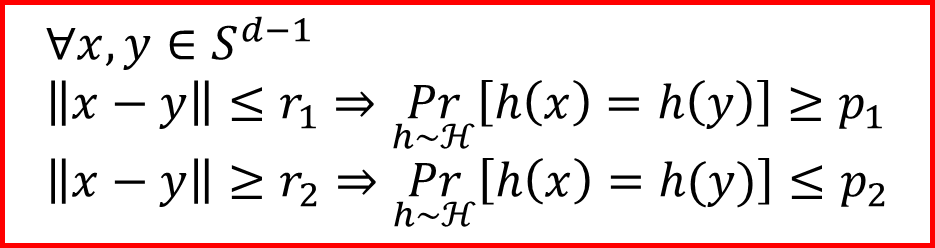 ∀x, y ∈ S^{d−1}
‖x − y‖ ≤ r₁ ⇒ Pr_{h∼ℋ}[h(x) = h(y)] ≥ p₁
‖x − y‖ ≥ r₂ ⇒ Pr_{h∼ℋ}[h(x) = h(y)] ≤ p₂